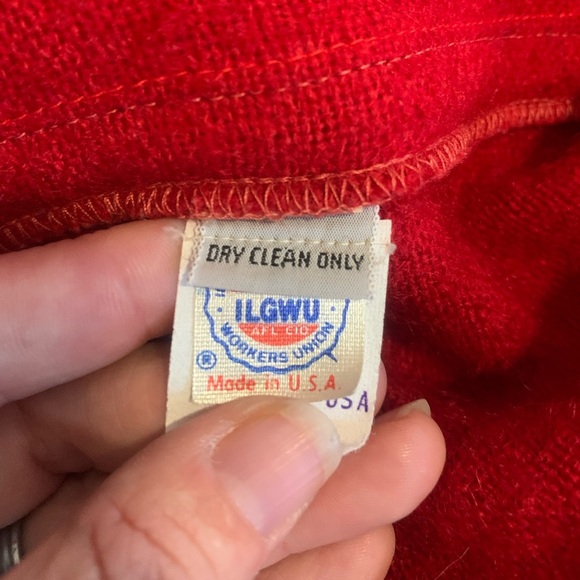 DRY CLEAN ONLY
ILGWU
AFL CIO
WORKERS UNION
®
Made in U.S.A.
USA